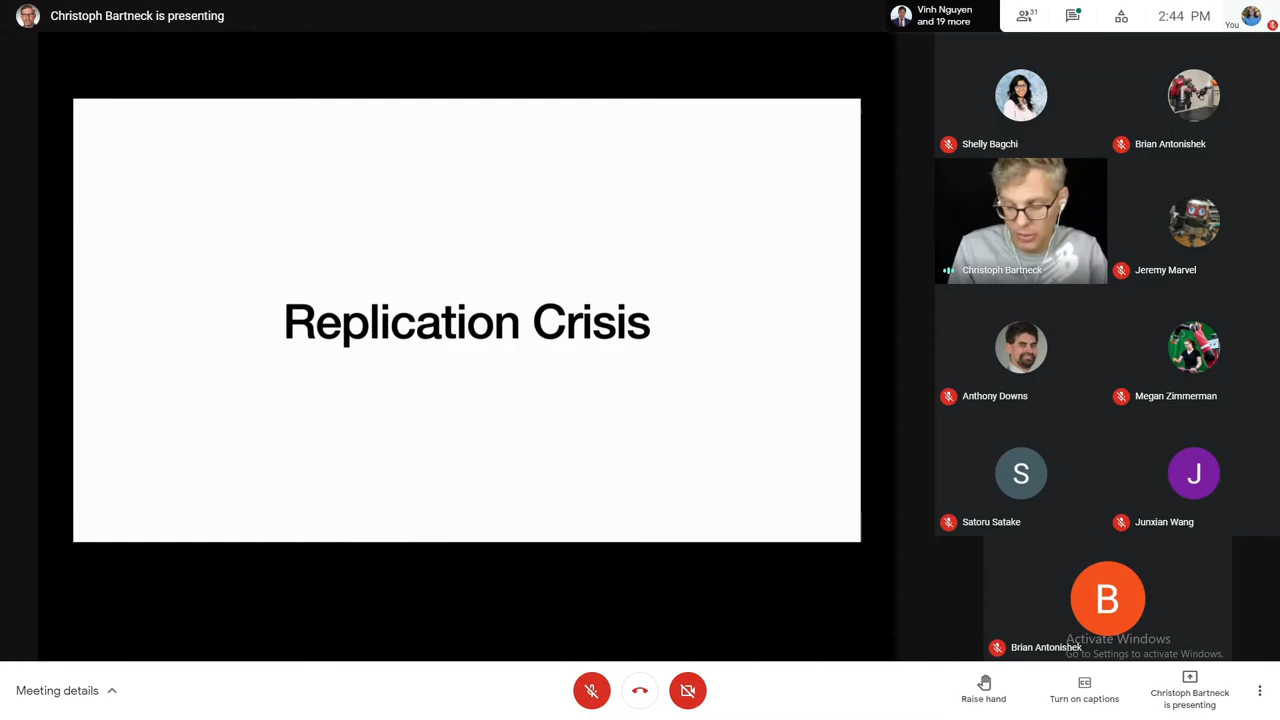 Christoph Bartneck is presenting
Vinh Nguyen
and 19 more
31
2:44 PM
You
Shelly Bagchi
Brian Antonishek
Christoph Bartneck
Jeremy Marvel
Replication Crisis
Anthony Downs
Megan Zimmerman
S
J
Satoru Satake
Junxian Wang
B
Brian Antonishek
Activate Windows
Go to Settings to activate Windows.
Meeting details
Raise hand
Turn on captions
Christoph Bartneck
is presenting